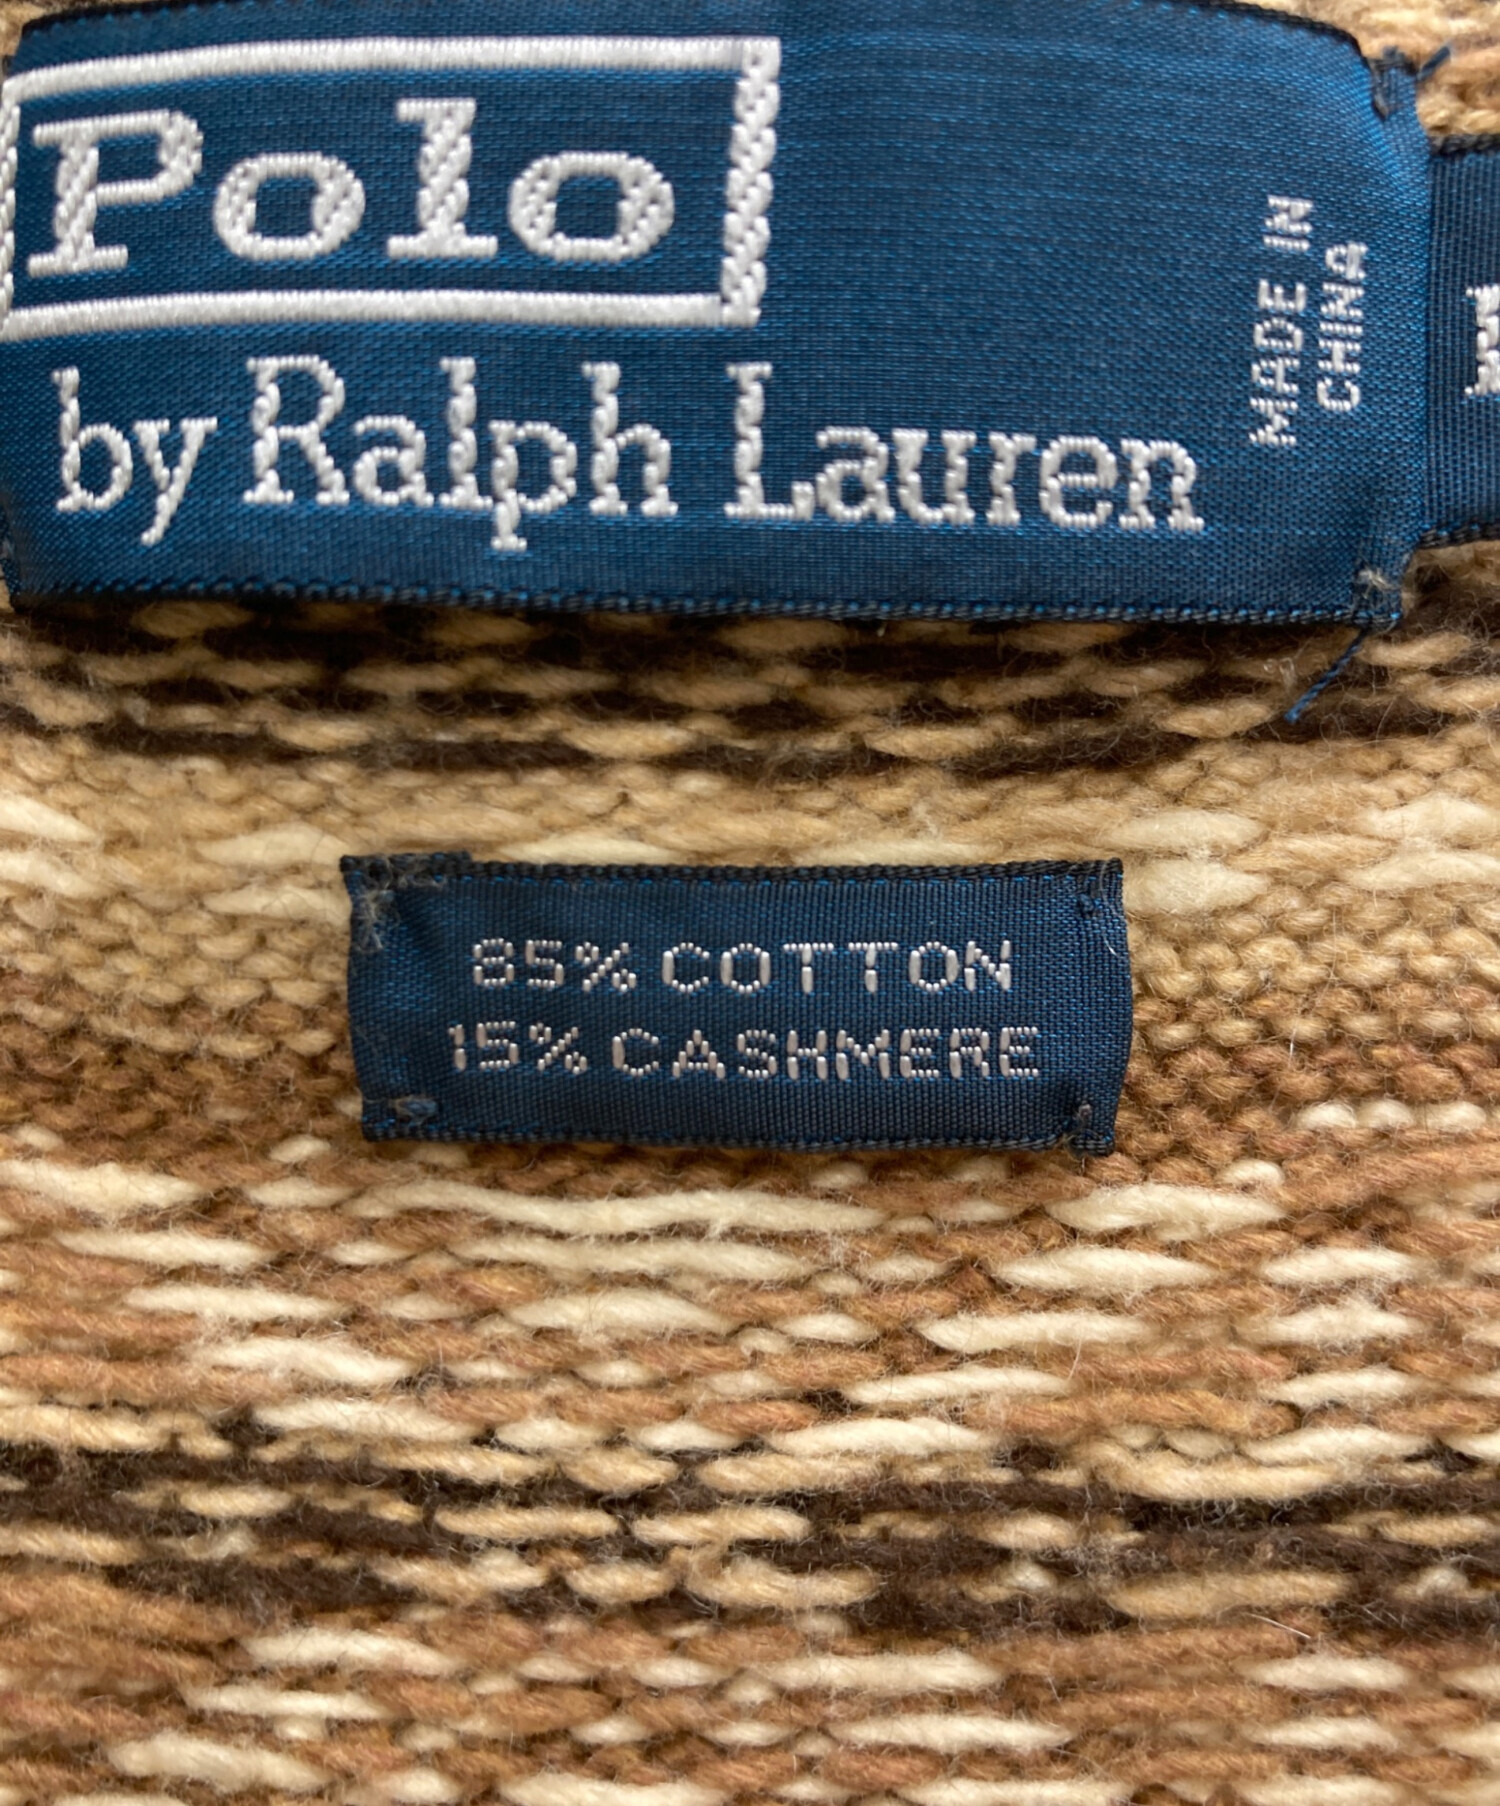 Polo
by Ralph Lauren
MADE IN
CHINA
85% COTTON
15% CASHMERE